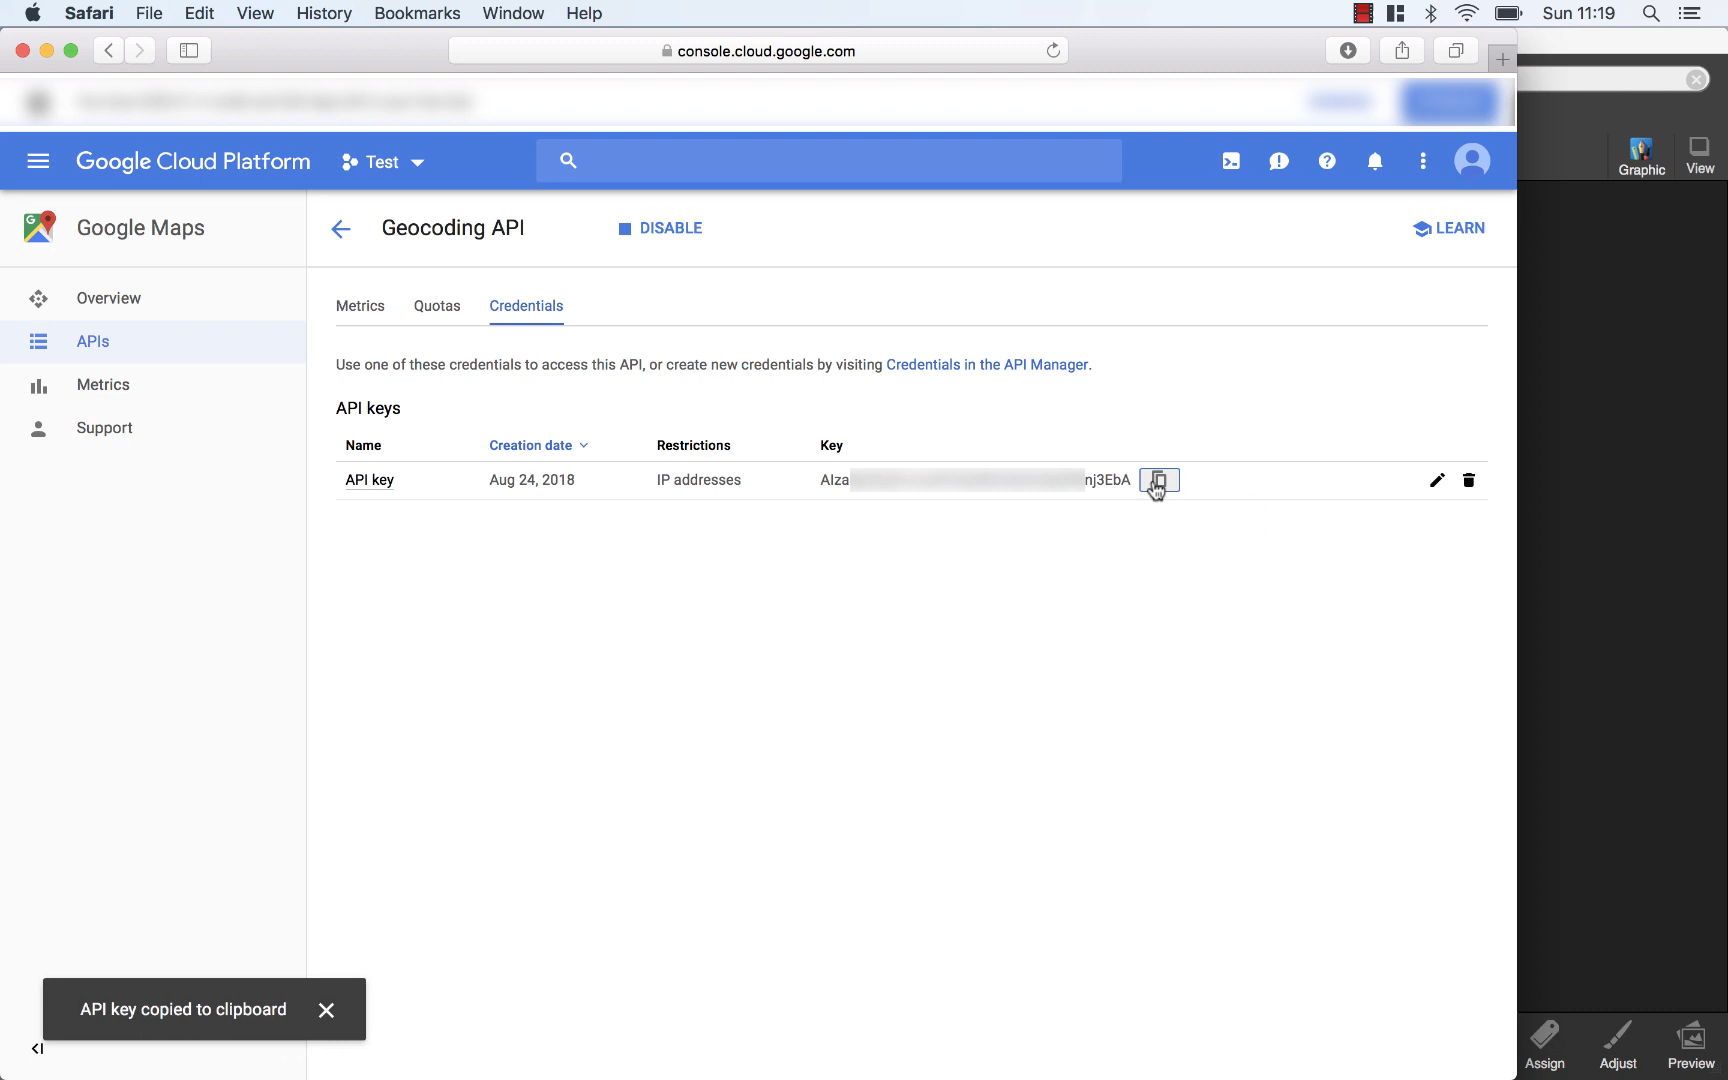 Safari File Edit View History Bookmarks Window Help Sun 11:19
console.cloud.google.com
Google Cloud Platform Test
Graphic View
Google Maps
Geocoding API DISABLE LEARN
Overview
APIs
Metrics
Support
Metrics Quotas Credentials
Use one of these credentials to access this API, or create new credentials by visiting Credentials in the API Manager.
API keys
Name Creation date Restrictions Key
API key Aug 24, 2018 IP addresses AIza nj3EbA
API key copied to clipboard
Assign Adjust Preview